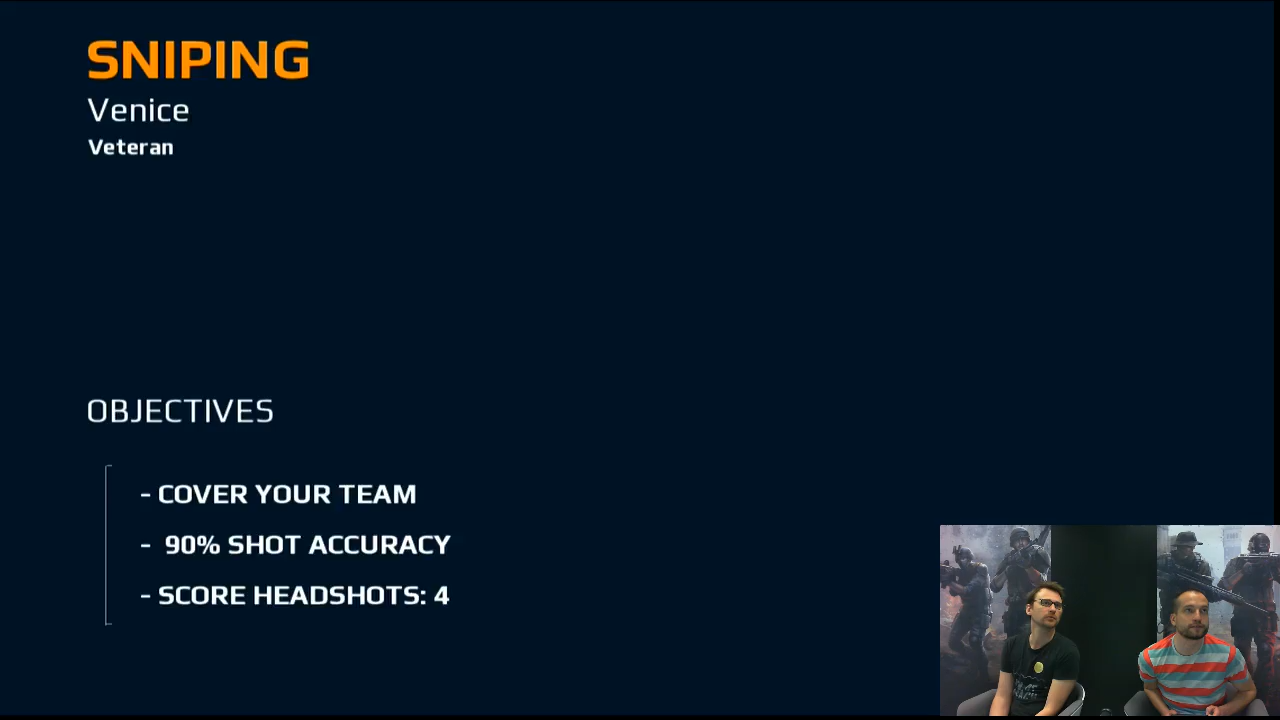 SNIPING
Venice
Veteran
OBJECTIVES
- COVER YOUR TEAM
- 90% SHOT ACCURACY
- SCORE HEADSHOTS: 4